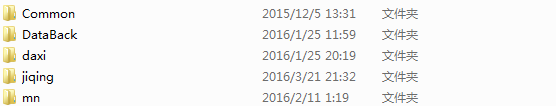 Common 2015/12/5 13:31 文件夹
DataBack 2016/1/25 11:59 文件夹
daxi 2016/1/25 20:19 文件夹
jiqing 2016/3/21 21:32 文件夹
mn 2016/2/11 1:19 文件夹